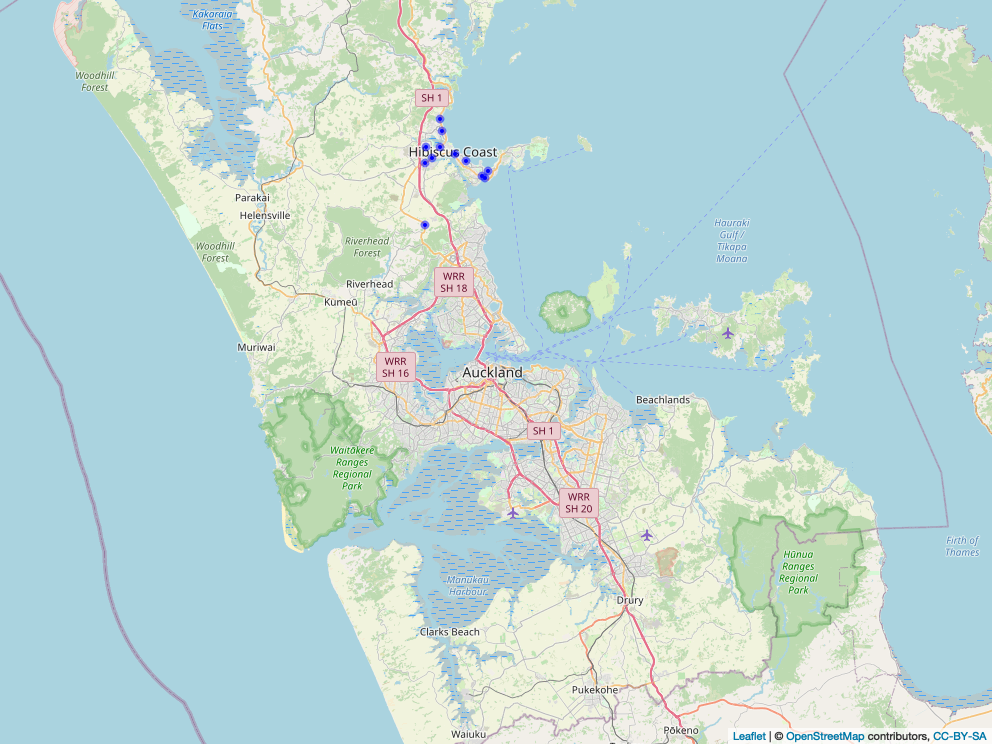 Kakaraia
Flats
Woodhill
Forest
SH 1
Hibiscus Coast
Parakai
Helensville
Hauraki
Gulf /
Tikapa
Moana
Woodhill
Forest
Riverhead
Forest
WRR
SH 18
Riverhead
Kumeū
Muriwai
WRR
SH 16
Auckland
Beachlands
SH 1
Waitākere
Ranges
Regional
Park
WRR
SH 20
Firth of
Thames
Hūnua
Ranges
Regional
Park
Manukau
Harbour
Drury
Clarks Beach
Pukekohe
Waiuku
Pōkeno
Leaflet | © OpenStreetMap contributors, CC-BY-SA